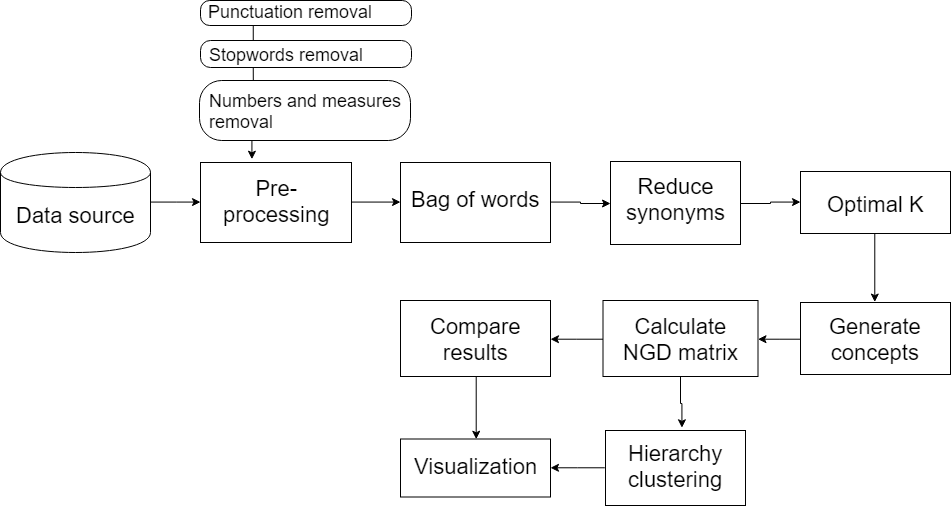 Punctuation removal
Stopwords removal
Numbers and measures
removal
Data source
Pre-
processing
Bag of words
Reduce
synonyms
Optimal K
Generate
concepts
Calculate
NGD matrix
Compare
results
Hierarchy
clustering
Visualization